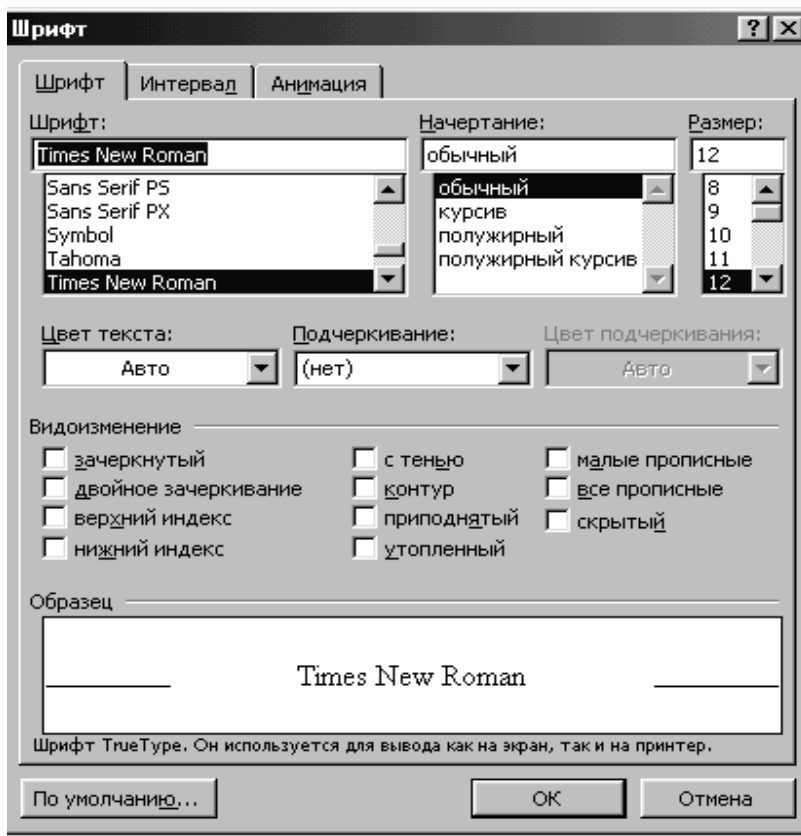 Шрифт
Шрифт Интервал Анимация
Шрифт: Начертание: Размер:
Times New Roman обычный 12
Sans Serif PS обычный 8
Sans Serif PX курсив 9
Symbol полужирный 10
Tahoma полужирный курсив 11
Times New Roman 12
Цвет текста: Подчеркивание: Цвет подчеркивания:
Авто (нет) Авто
Видоизменение
зачеркнутый с тенью малые прописные
двойное зачеркивание контур все прописные
верхний индекс приподнятый скрытый
нижний индекс утопленный
Образец
Times New Roman
Шрифт TrueType. Он используется для вывода как на экран, так и на принтер.
По умолчанию... ОК Отмена